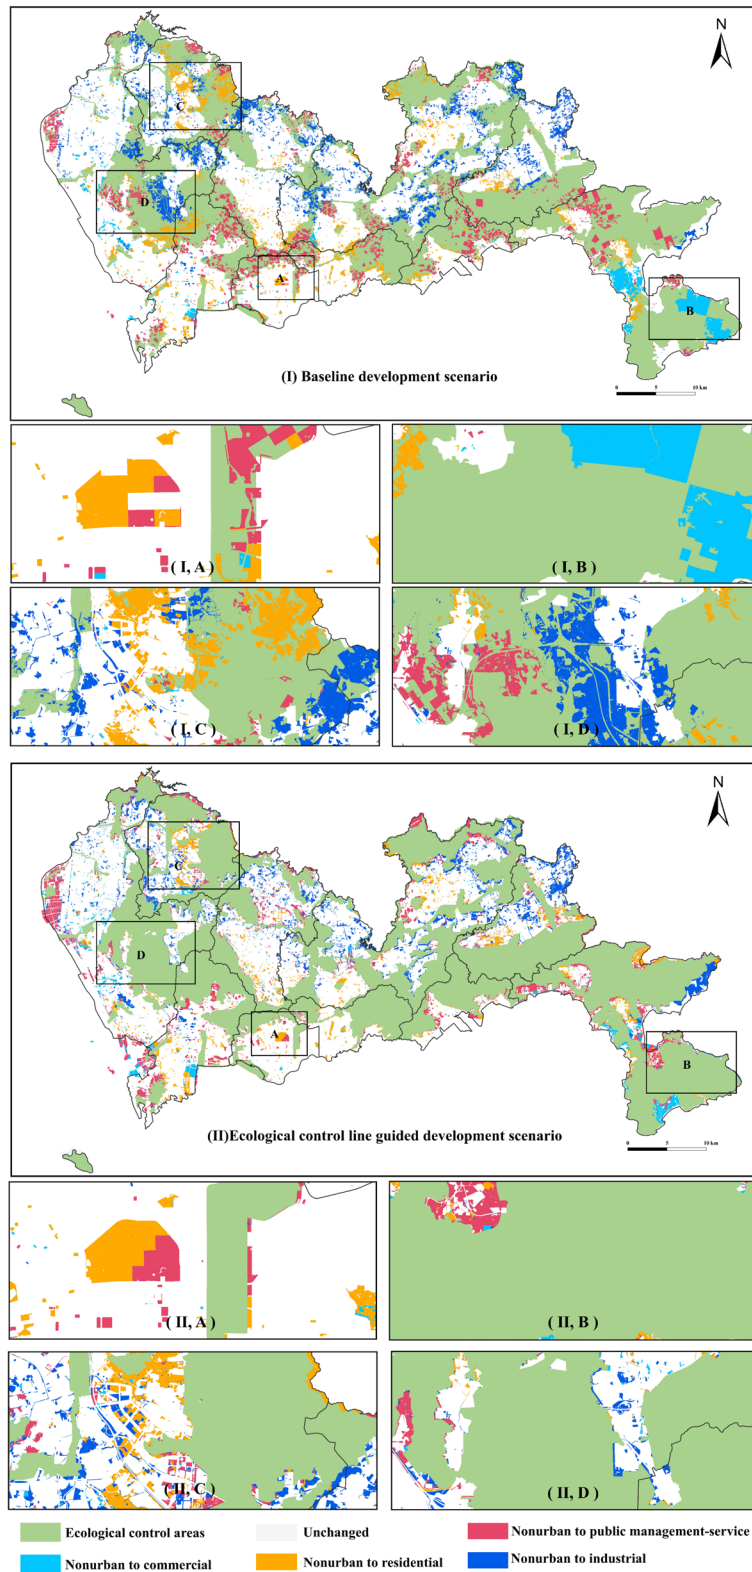 N
C
D
A
B
(I) Baseline development scenario
0 5 10 km
( I, A )
( I, B )
( I, C )
( I, D )
N
C
D
A
B
(II)Ecological control line guided development scenario
0 5 10 km
( II, A )
( II, B )
( II, C )
( II, D )
Ecological control areas
Unchanged
Nonurban to public management-service
Nonurban to commercial
Nonurban to residential
Nonurban to industrial